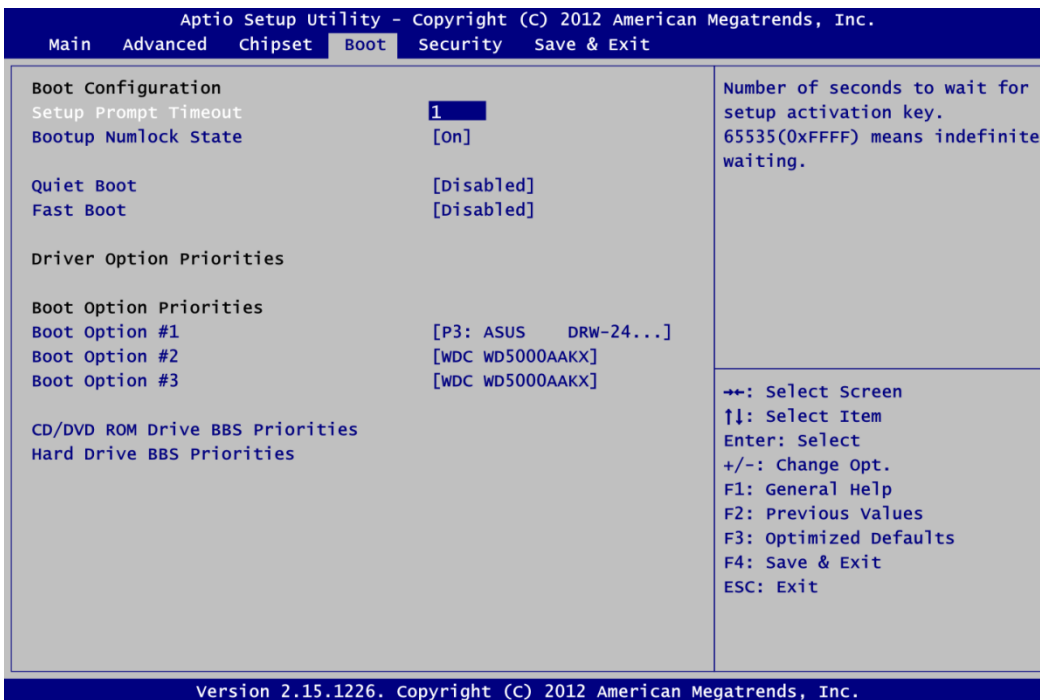 Aptio Setup Utility - Copyright (C) 2012 American Megatrends, Inc.
Main Advanced Chipset Boot Security Save & Exit
Boot Configuration
Setup Prompt Timeout 1
Bootup Numlock State [On]
Quiet Boot [Disabled]
Fast Boot [Disabled]
Driver Option Priorities
Boot Option Priorities
Boot Option #1 [P3: ASUS DRW-24...]
Boot Option #2 [WDC WD5000AAKX]
Boot Option #3 [WDC WD5000AAKX]
CD/DVD ROM Drive BBS Priorities
Hard Drive BBS Priorities
Number of seconds to wait for
setup activation key.
65535(0xFFFF) means indefinite
waiting.
→←: Select Screen
↑↓: Select Item
Enter: Select
+/-: Change Opt.
F1: General Help
F2: Previous Values
F3: Optimized Defaults
F4: Save & Exit
ESC: Exit
Version 2.15.1226. Copyright (C) 2012 American Megatrends, Inc.